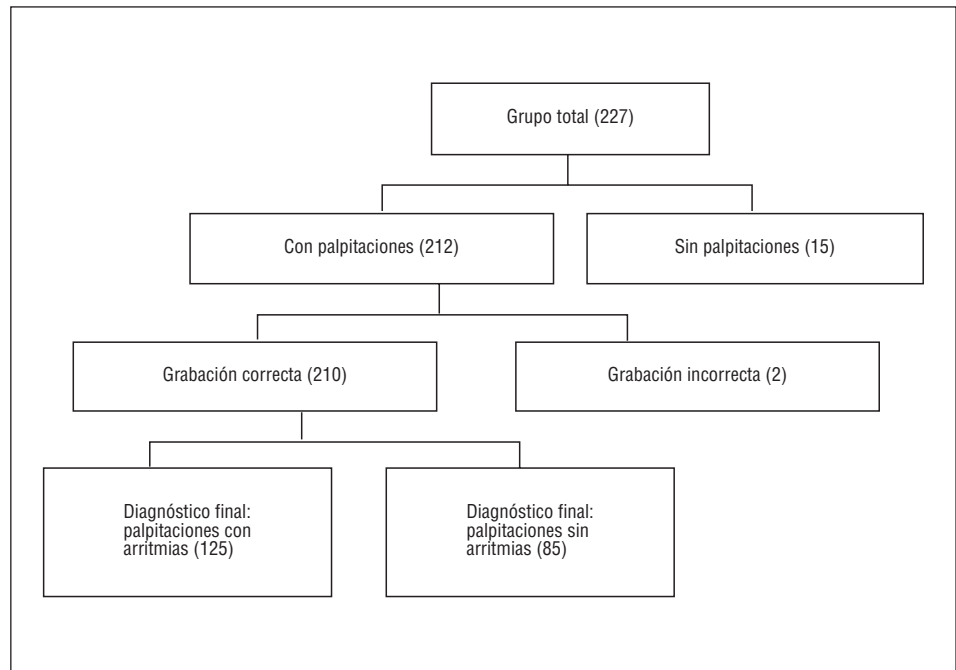 Grupo total (227)
Con palpitaciones (212)
Sin palpitaciones (15)
Grabación correcta (210)
Grabación incorrecta (2)
Diagnóstico final:
palpitaciones con
arritmias (125)
Diagnóstico final:
palpitaciones sin
arritmias (85)